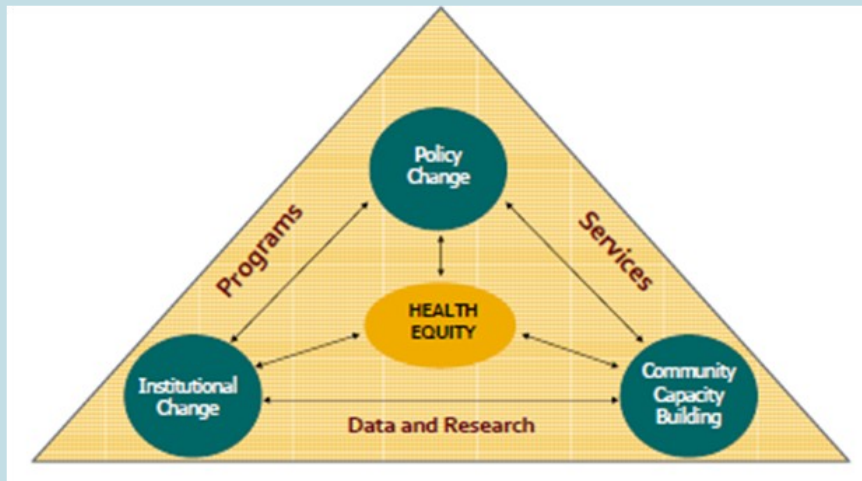 Policy
Change
Programs
Services
HEALTH
EQUITY
Institutional
Change
Community
Capacity
Building
Data and Research